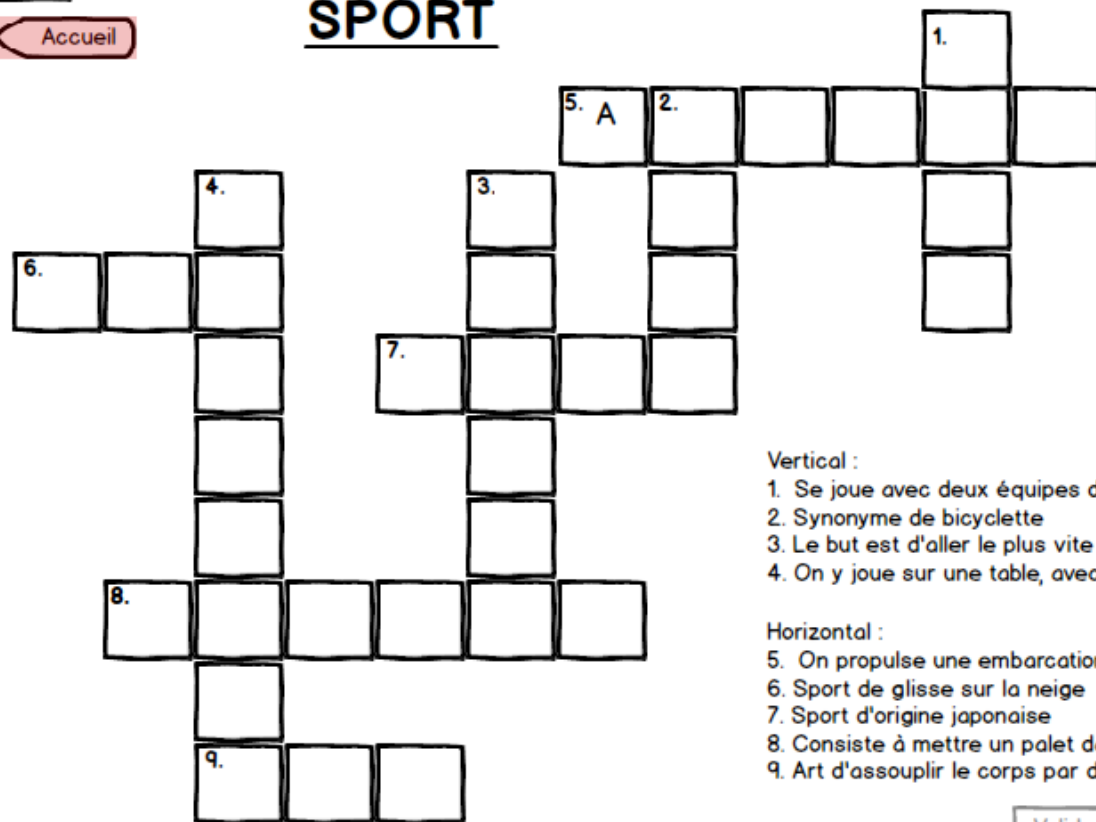 SPORT
Accueil
1.
5. A 2.
4.
3.
6.
7.
8.
9.
Vertical :
1. Se joue avec deux équipes
2. Synonyme de bicyclette
3. Le but est d'aller le plus vite
4. On y joue sur une table, avec
Horizontal :
5. On propulse une embarcation
6. Sport de glisse sur la neige
7. Sport d'origine japonaise
8. Consiste à mettre un palet
9. Art d'assouplir le corps par